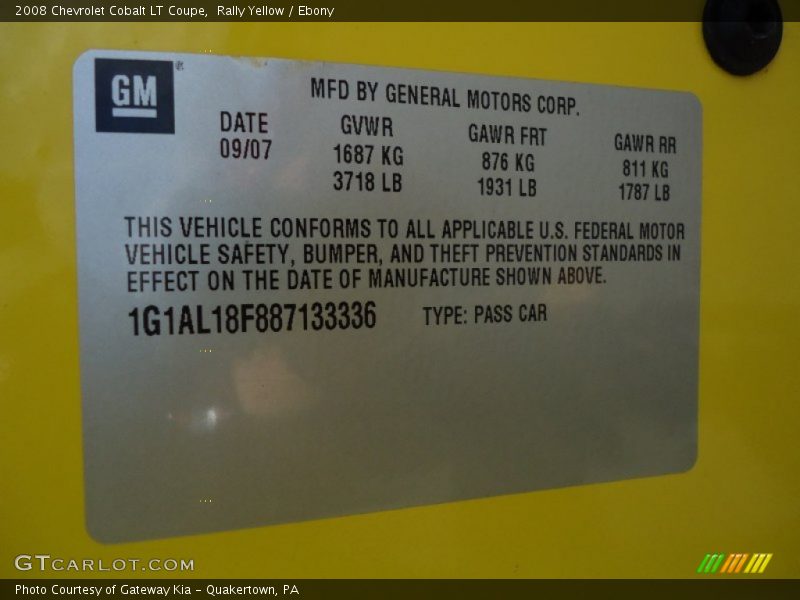 2008 Chevrolet Cobalt LT Coupe, Rally Yellow / Ebony
GM
MFD BY GENERAL MOTORS CORP.
DATE GVWR GAWR FRT GAWR RR
09/07 1687 KG 876 KG 811 KG
3718 LB 1931 LB 1787 LB
THIS VEHICLE CONFORMS TO ALL APPLICABLE U.S. FEDERAL MOTOR
VEHICLE SAFETY, BUMPER, AND THEFT PREVENTION STANDARDS IN
EFFECT ON THE DATE OF MANUFACTURE SHOWN ABOVE.
1G1AL18F887133336 TYPE: PASS CAR
GTCARLOT.COM
Photo Courtesy of Gateway Kia - Quakertown, PA